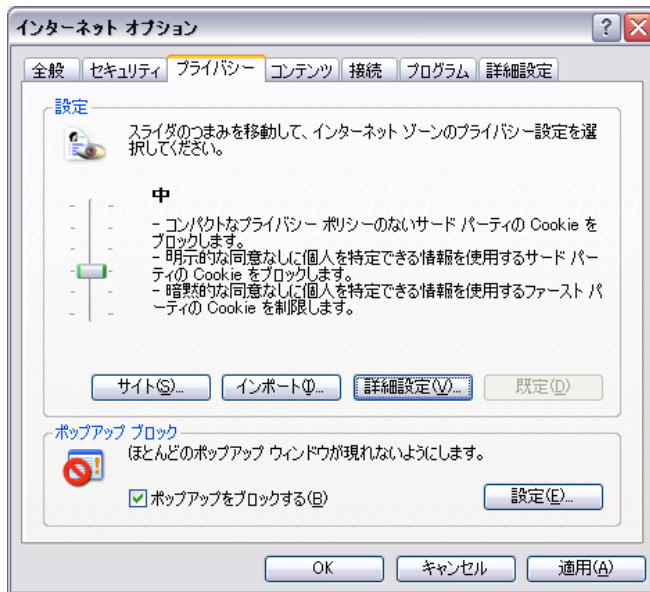 インターネット オプション
全般
セキュリティ
プライバシー
コンテンツ
接続
プログラム
詳細設定
設定
スライダのつまみを移動して、インターネット ゾーンのプライバシー設定を選
択してください。
中
- コンパクトなプライバシー ポリシーのないサード パーティの Cookie を
ブロックします。
- 明示的な同意なしに個人を特定できる情報を使用するサード パー
ティの Cookie をブロックします。
- 暗黙的な同意なしに個人を特定できる情報を使用するファースト パ
ーティの Cookie を制限します。
サイト(S)...
インポート(I)...
詳細設定(V)...
既定(D)
ポップアップ ブロック
ほとんどのポップアップ ウィンドウが現れないようにします。
ポップアップをブロックする(B)
設定(E)...
OK
キャンセル
適用(A)